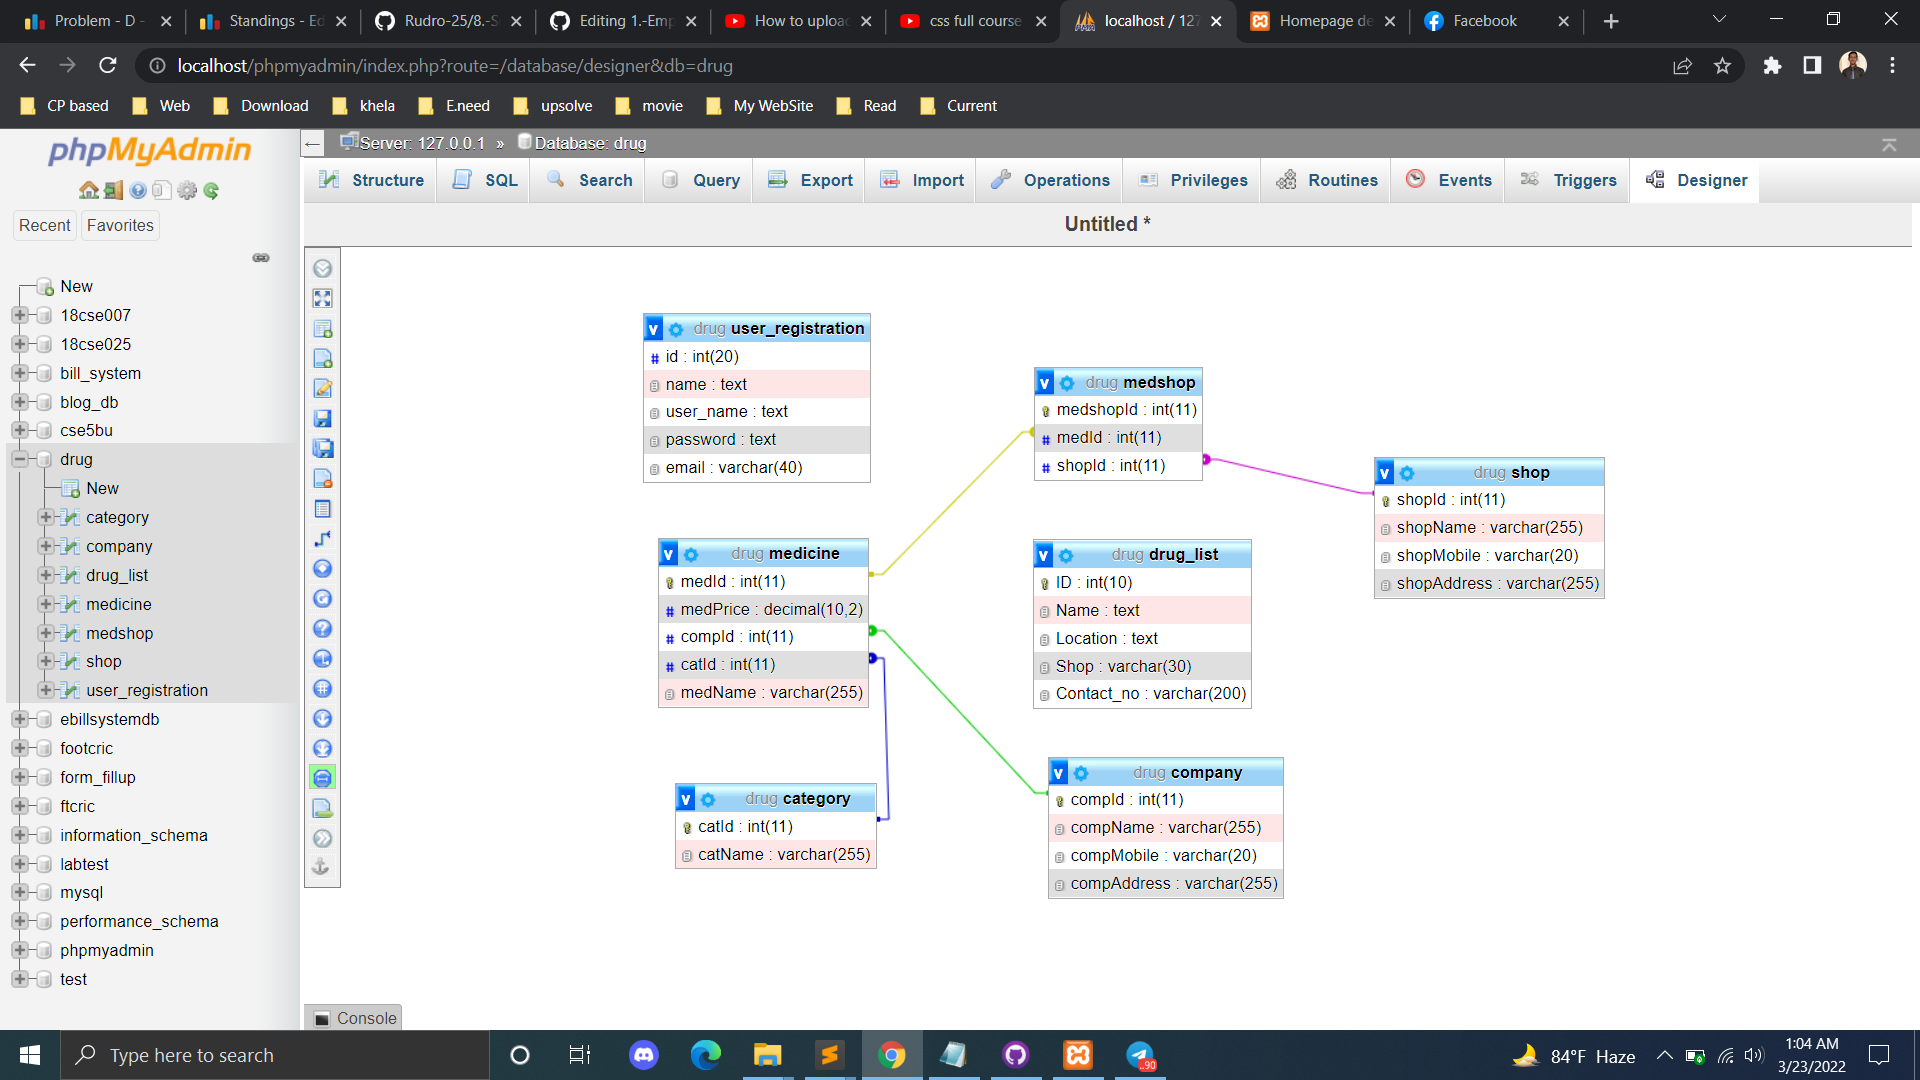 Problem - D -
Standings - Ed
Rudro-25/8.-S
Editing 1.-Emp
How to uploa
css full course
localhost / 127
Homepage de
Facebook
localhost/phpmyadmin/index.php?route=/database/designer&db=drug
CP based
Web
Download
khela
E.need
upsolve
movie
My WebSite
Read
Current
phpMyAdmin
Recent
Favorites
New
18cse007
18cse025
bill_system
blog_db
cse5bu
drug
New
category
company
drug_list
medicine
medshop
shop
user_registration
ebillsystemdb
footcric
form_fillup
ftcric
information_schema
labtest
mysql
performance_schema
phpmyadmin
test
Server: 127.0.0.1 » Database: drug
Structure
SQL
Search
Query
Export
Import
Operations
Privileges
Routines
Events
Triggers
Designer
Untitled *
drug user_registration
id : int(20)
name : text
user_name : text
password : text
email : varchar(40)
drug medshop
medshopId : int(11)
medId : int(11)
shopId : int(11)
drug shop
shopId : int(11)
shopName : varchar(255)
shopMobile : varchar(20)
shopAddress : varchar(255)
drug medicine
medId : int(11)
medPrice : decimal(10,2)
compId : int(11)
catId : int(11)
medName : varchar(255)
drug drug_list
ID : int(10)
Name : text
Location : text
Shop : varchar(30)
Contact_no : varchar(200)
drug category
catId : int(11)
catName : varchar(255)
drug company
compId : int(11)
compName : varchar(255)
compMobile : varchar(20)
compAddress : varchar(255)
Console
Type here to search
..90
84°F Haze
1:04 AM
3/23/2022